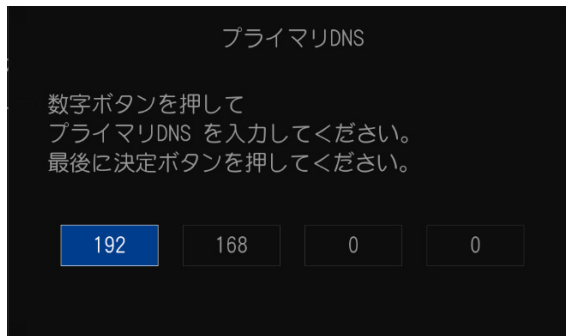 プライマリDNS
数字ボタンを押して
プライマリDNS を入力してください。
最後に決定ボタンを押してください。
192 168 0 0